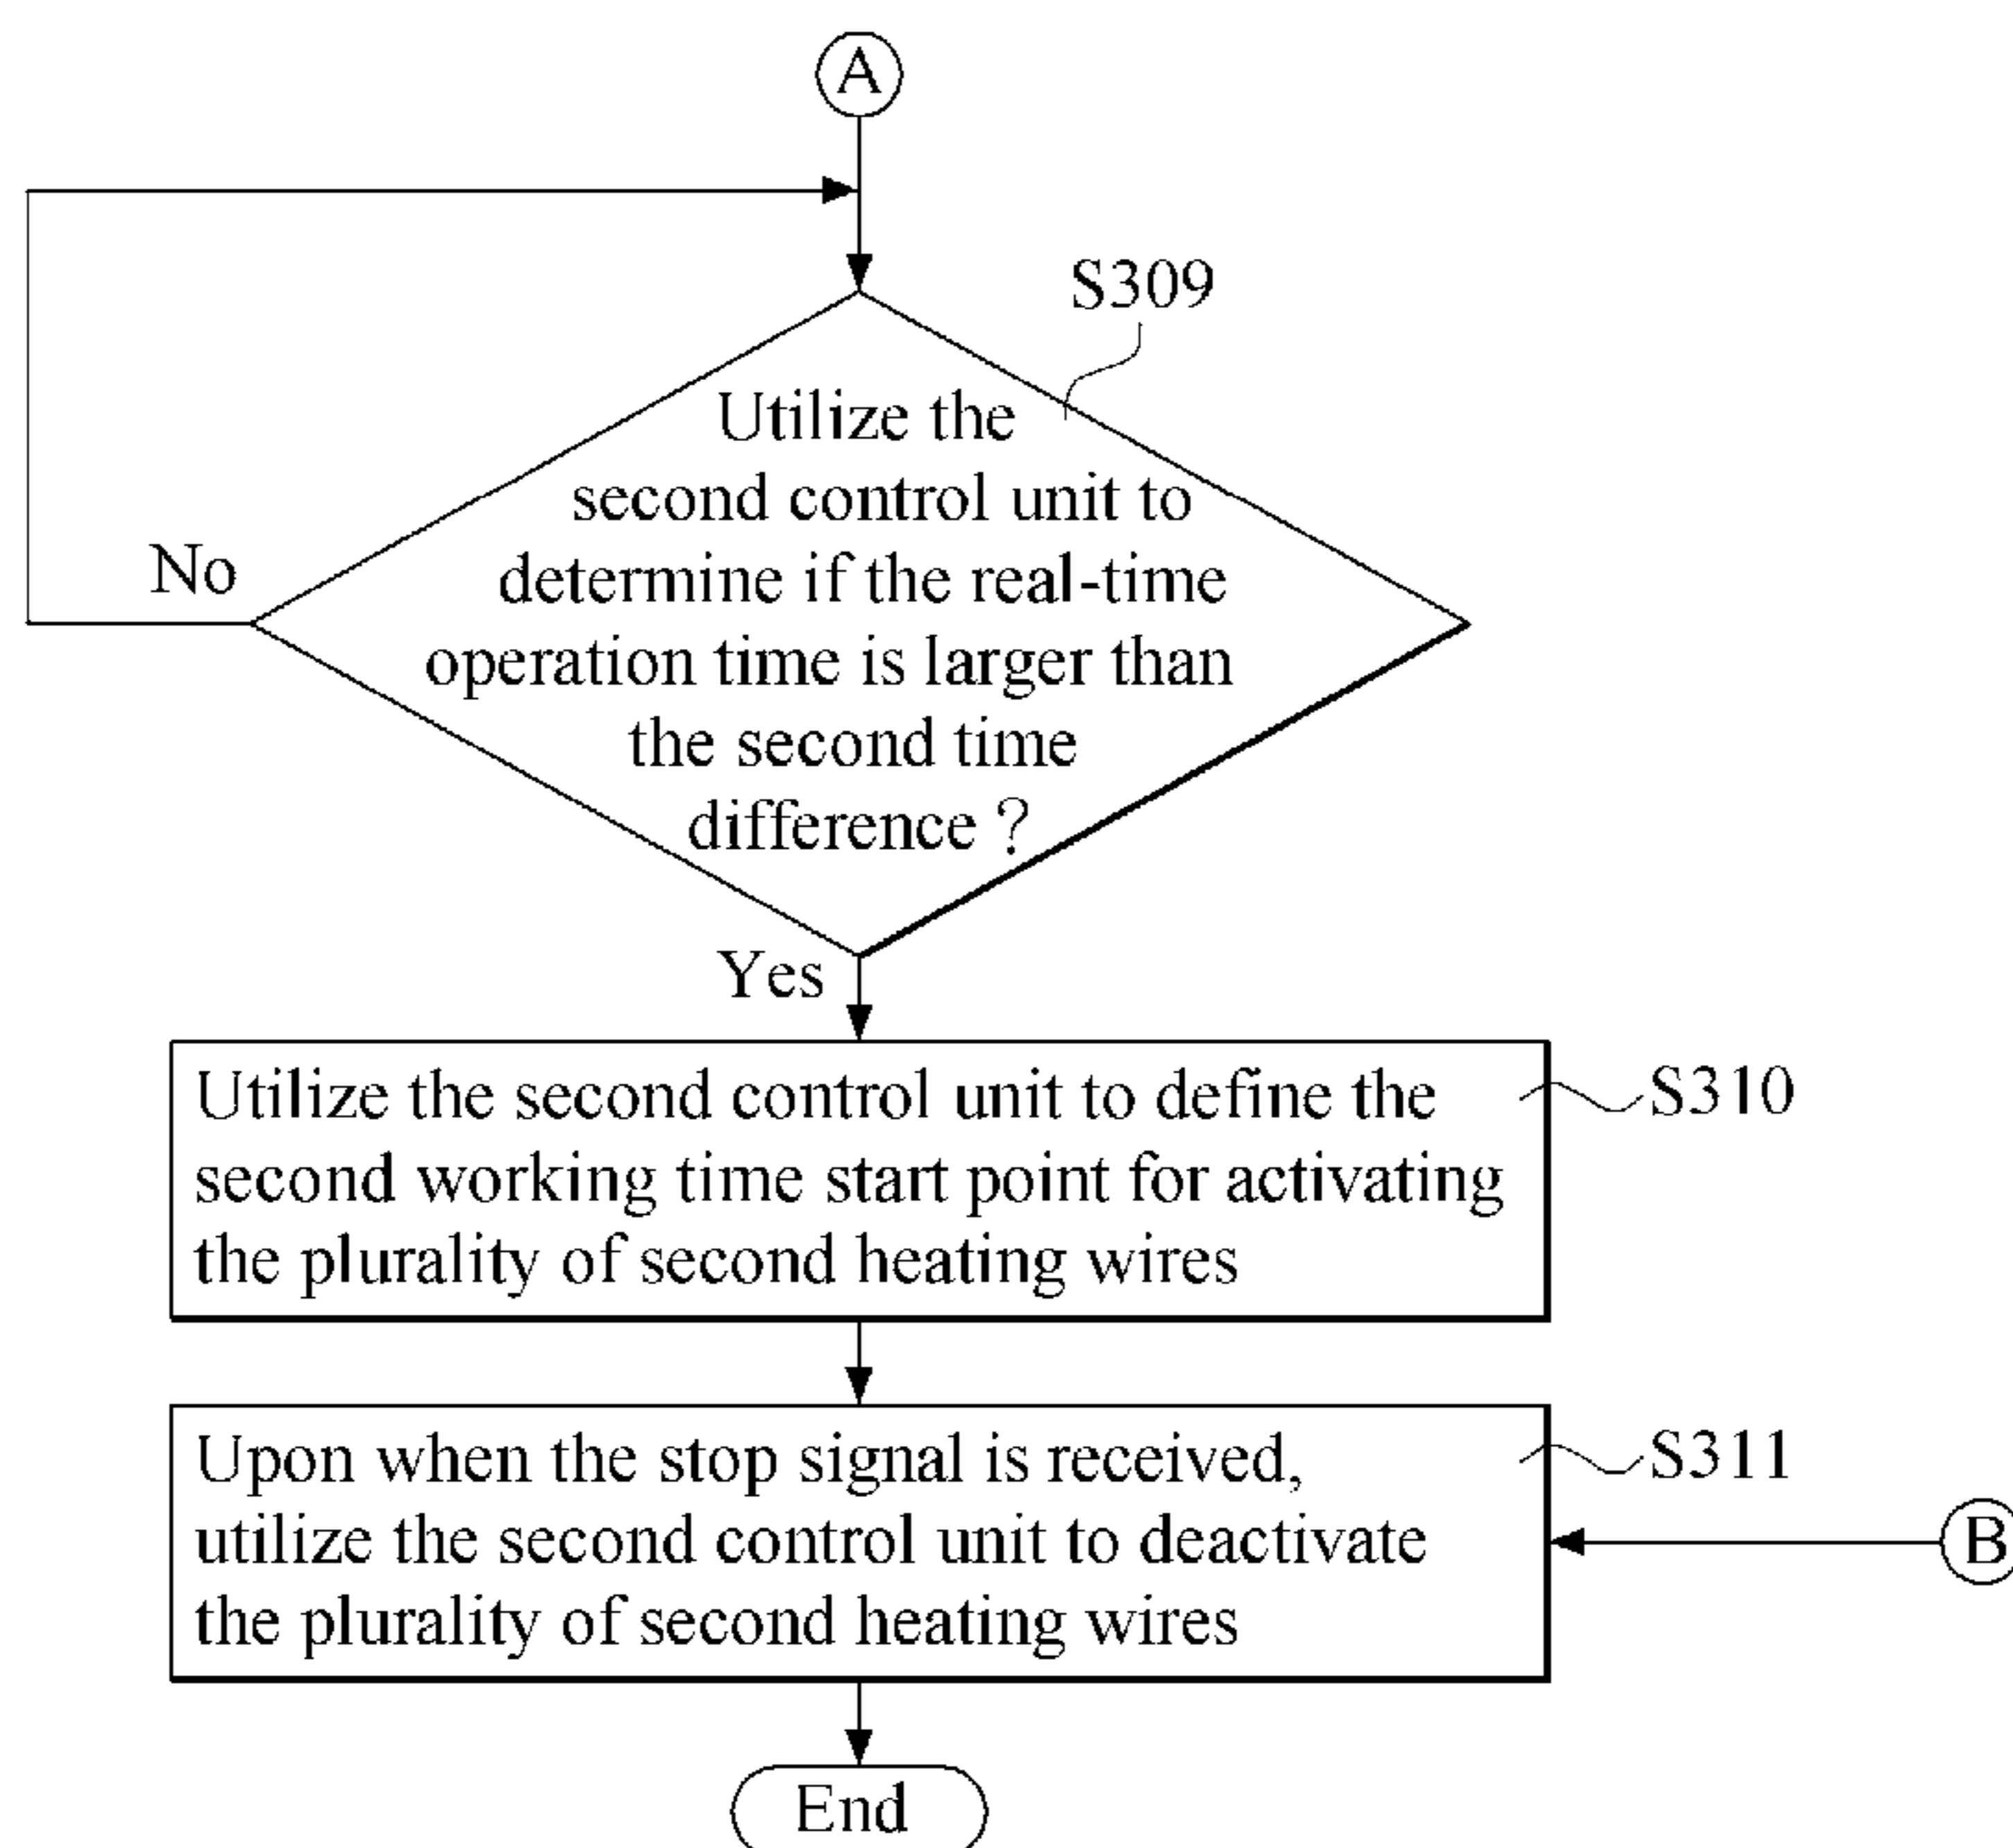 A
S309
Utilize the
second control unit to
determine if the real-time
operation time is larger than
the second time
difference ?
No
Yes
Utilize the second control unit to define the
second working time start point for activating
the plurality of second heating wires
S310
Upon when the stop signal is received,
utilize the second control unit to deactivate
the plurality of second heating wires
S311
B
End